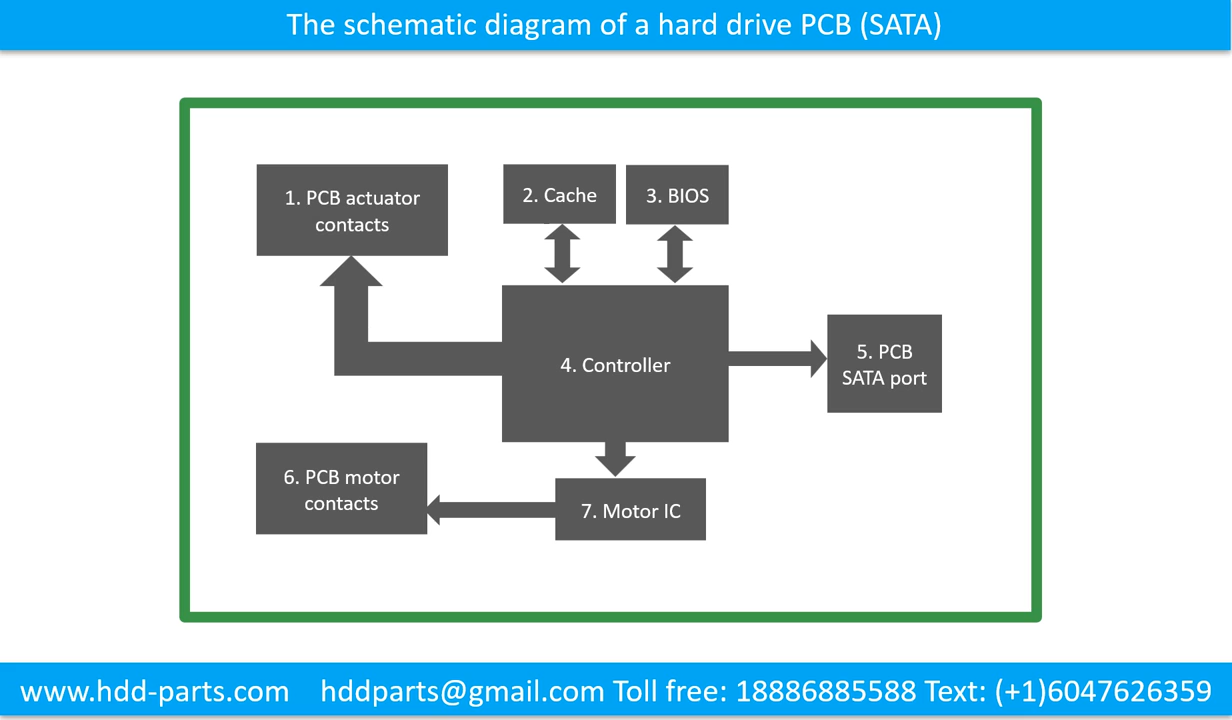 The schematic diagram of a hard drive PCB (SATA)
1. PCB actuator
contacts
2. Cache
3. BIOS
4. Controller
5. PCB
SATA port
6. PCB motor
contacts
7. Motor IC
www.hdd-parts.com hddparts@gmail.com Toll free: 18886885588 Text: (+1)6047626359